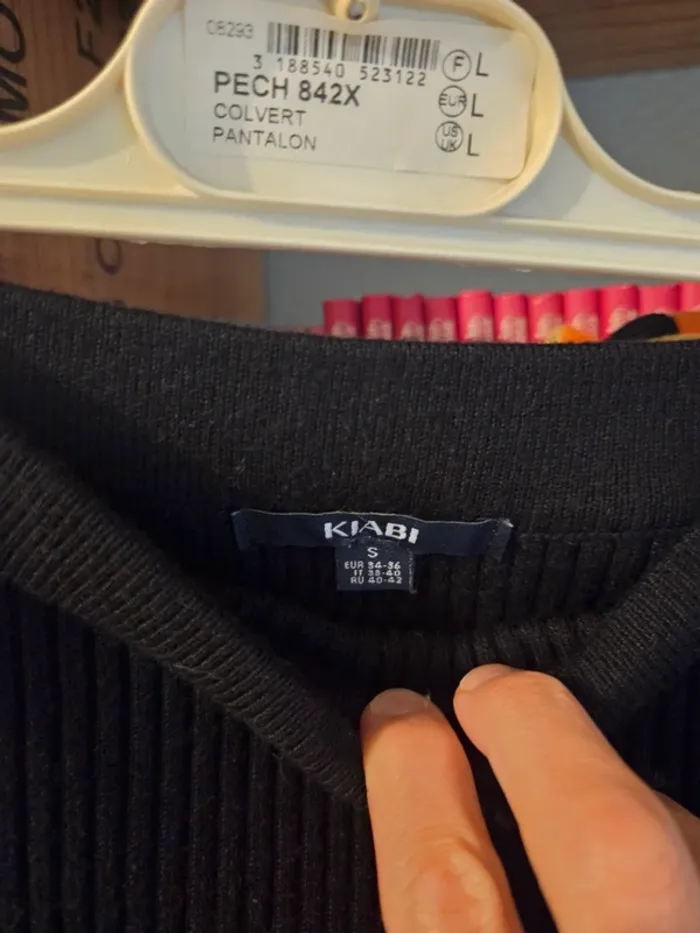 08293
3 188540 523122
PECH 842X
COLVERT
PANTALON
F L
EUR L
US UK L
KIABI
S
EUR 34-36
IT 38-40
RU 40-42